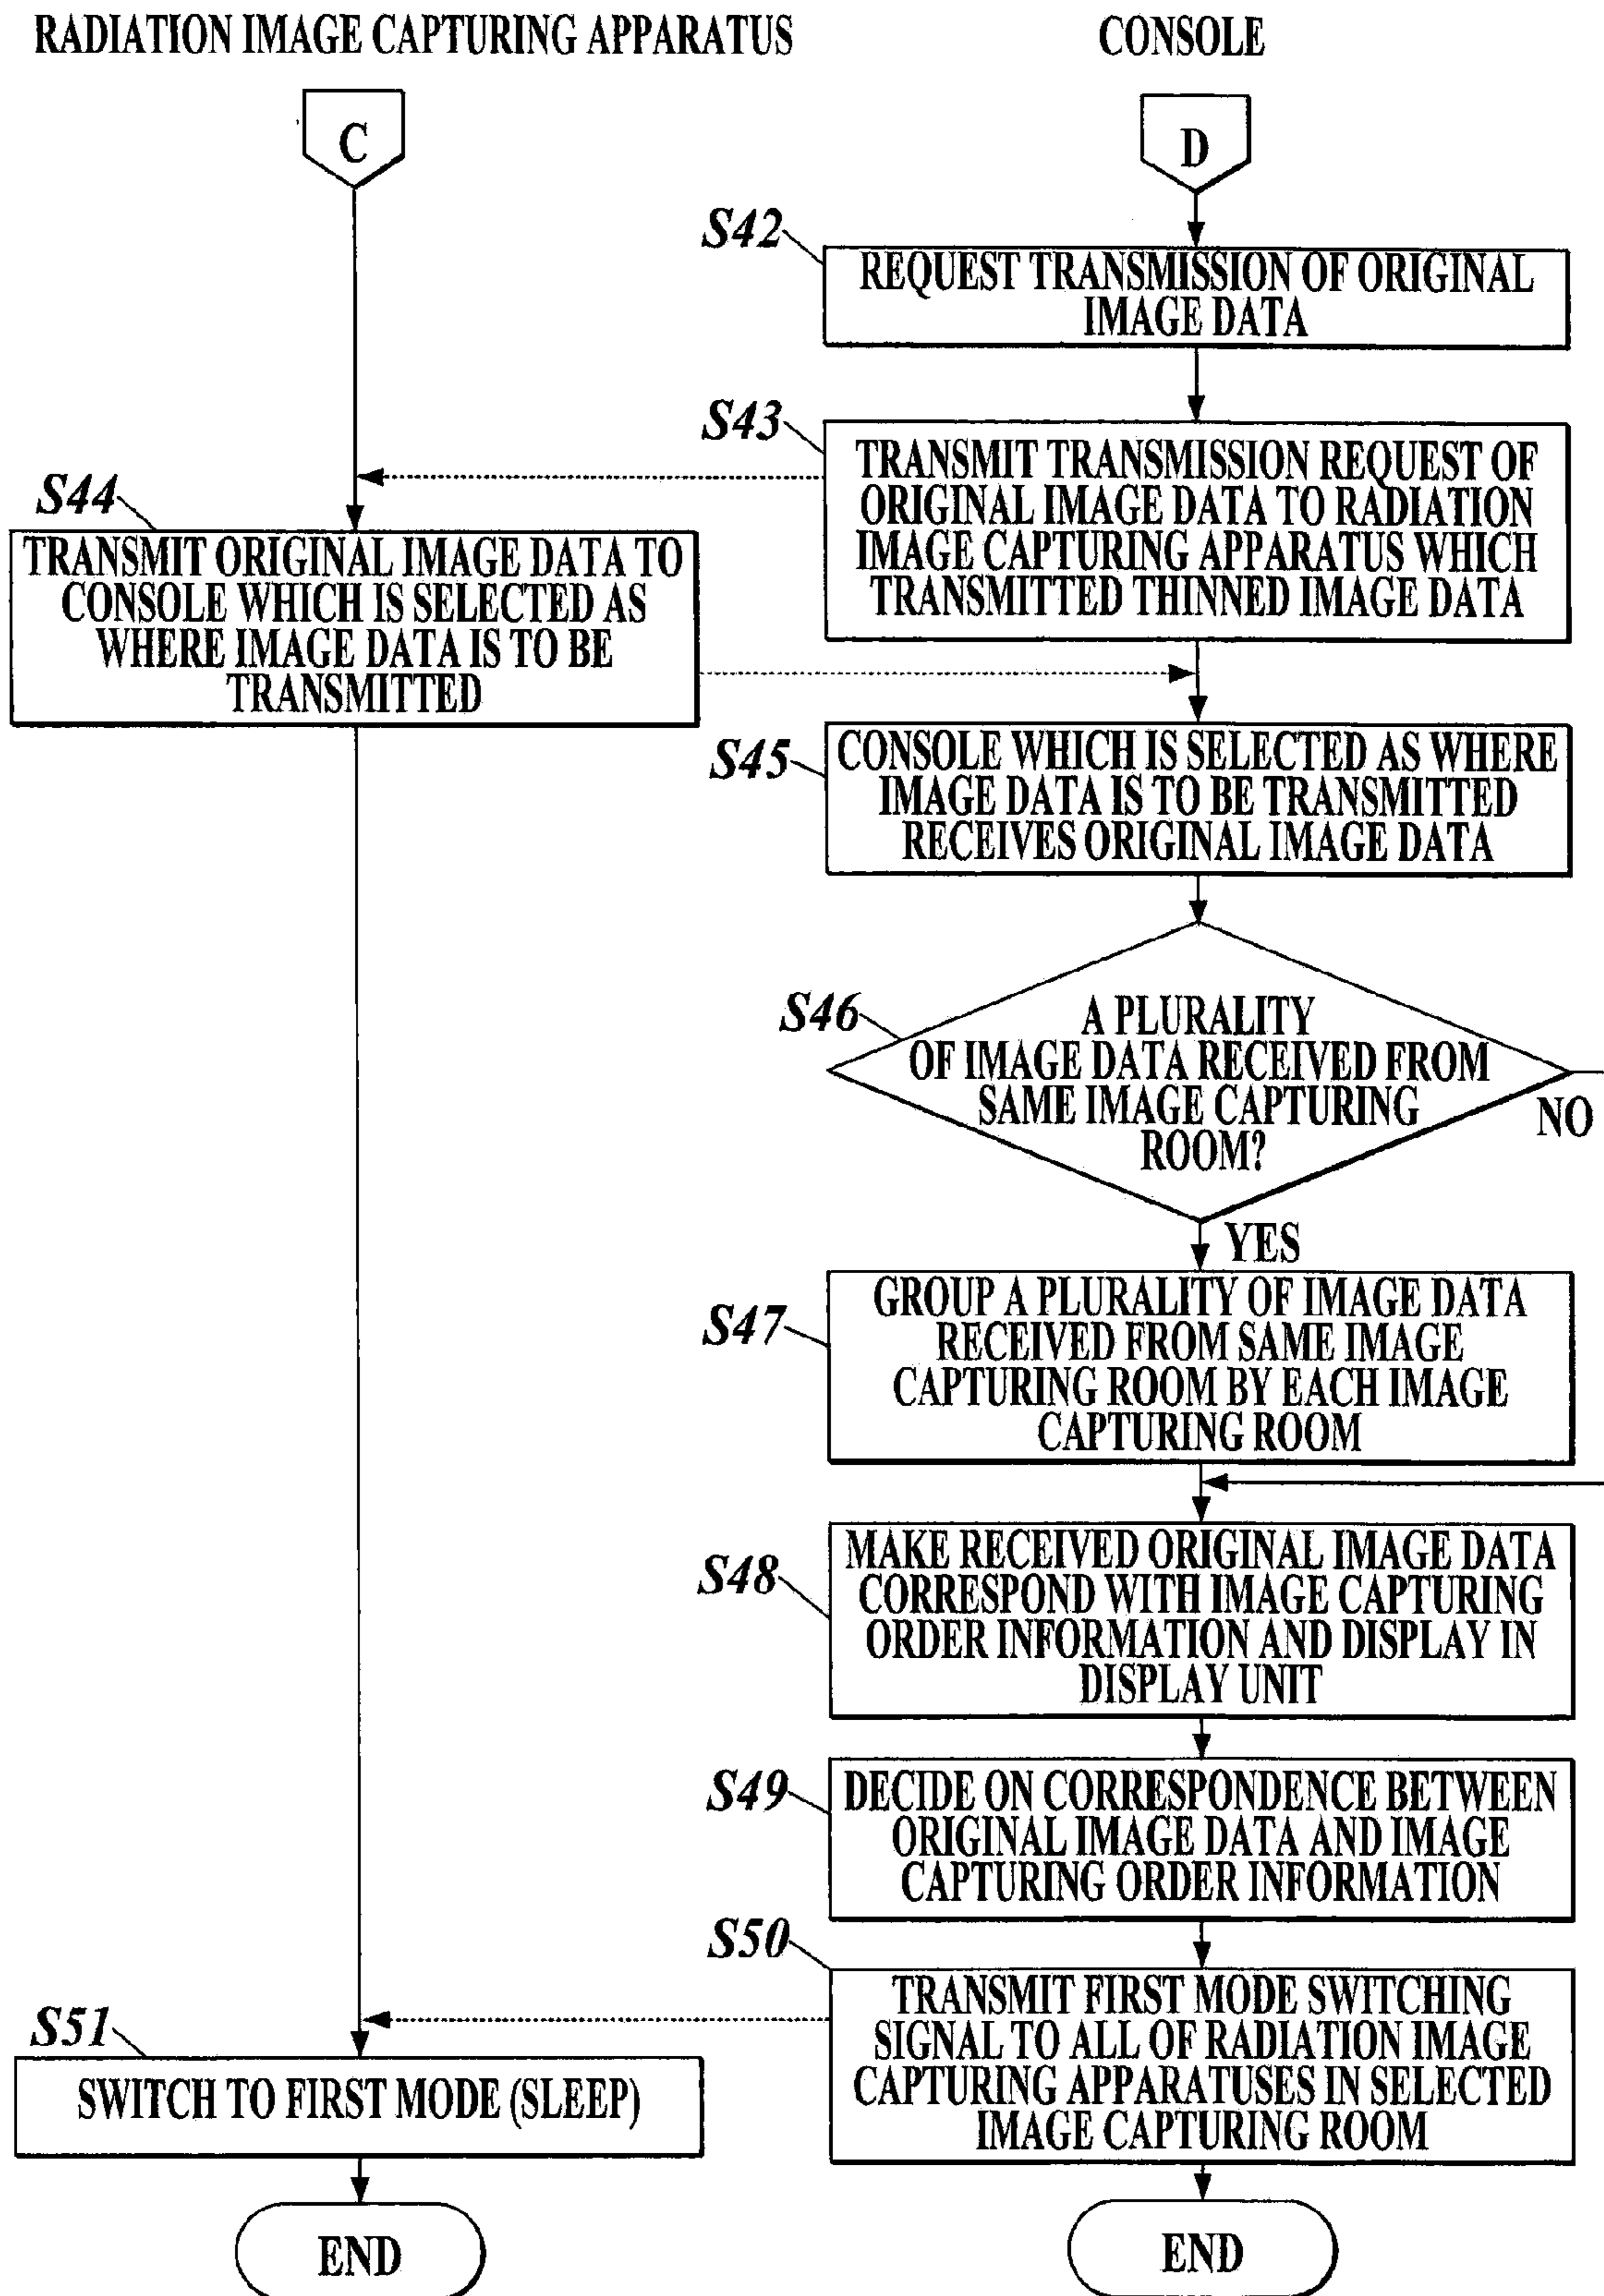 RADIATION IMAGE CAPTURING APPARATUS
CONSOLE
C
D
S42
REQUEST TRANSMISSION OF ORIGINAL
IMAGE DATA
S43
TRANSMIT TRANSMISSION REQUEST OF
ORIGINAL IMAGE DATA TO RADIATION
IMAGE CAPTURING APPARATUS WHICH
TRANSMITTED THINNED IMAGE DATA
S44
TRANSMIT ORIGINAL IMAGE DATA TO
CONSOLE WHICH IS SELECTED AS
WHERE IMAGE DATA IS TO BE
TRANSMITTED
S45
CONSOLE WHICH IS SELECTED AS WHERE
IMAGE DATA IS TO BE TRANSMITTED
RECEIVES ORIGINAL IMAGE DATA
S46
A PLURALITY
OF IMAGE DATA RECEIVED FROM
SAME IMAGE CAPTURING
ROOM?
NO
YES
S47
GROUP A PLURALITY OF IMAGE DATA
RECEIVED FROM SAME IMAGE
CAPTURING ROOM BY EACH IMAGE
CAPTURING ROOM
S48
MAKE RECEIVED ORIGINAL IMAGE DATA
CORRESPOND WITH IMAGE CAPTURING
ORDER INFORMATION AND DISPLAY IN
DISPLAY UNIT
S49
DECIDE ON CORRESPONDENCE BETWEEN
ORIGINAL IMAGE DATA AND IMAGE
CAPTURING ORDER INFORMATION
S50
TRANSMIT FIRST MODE SWITCHING
SIGNAL TO ALL OF RADIATION IMAGE
CAPTURING APPARATUSES IN SELECTED
IMAGE CAPTURING ROOM
S51
SWITCH TO FIRST MODE (SLEEP)
END
END